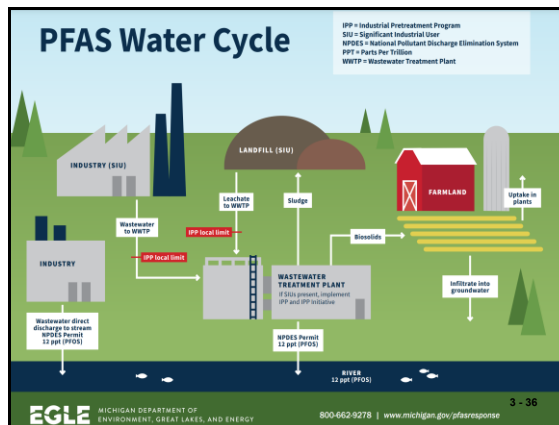 PFAS Water Cycle
IPP = Industrial Pretreatment Program
SIU = Significant Industrial User
NPDES = National Pollutant Discharge Elimination System
PPT = Parts Per Trillion
WWTP = Wastewater Treatment Plant
INDUSTRY (SIU)
LANDFILL (SIU)
FARMLAND
Uptake in
plants
Leachate
to WWTP
Sludge
Wastewater
to WWTP
IPP local limit
IPP local limit
Biosolids
INDUSTRY
WASTEWATER
TREATMENT PLANT
If SIUs present, implement
IPP and IPP initiative
Infiltrate into
groundwater
Wastewater direct
discharge to stream
NPDES Permit
12 ppt (PFOS)
NPDES Permit
12 ppt (PFOS)
RIVER
12 ppt (PFOS)
3 - 36
EGLE
MICHIGAN DEPARTMENT OF
ENVIRONMENT, GREAT LAKES, AND ENERGY
800-662-9278 | www.michigan.gov/pfasresponse